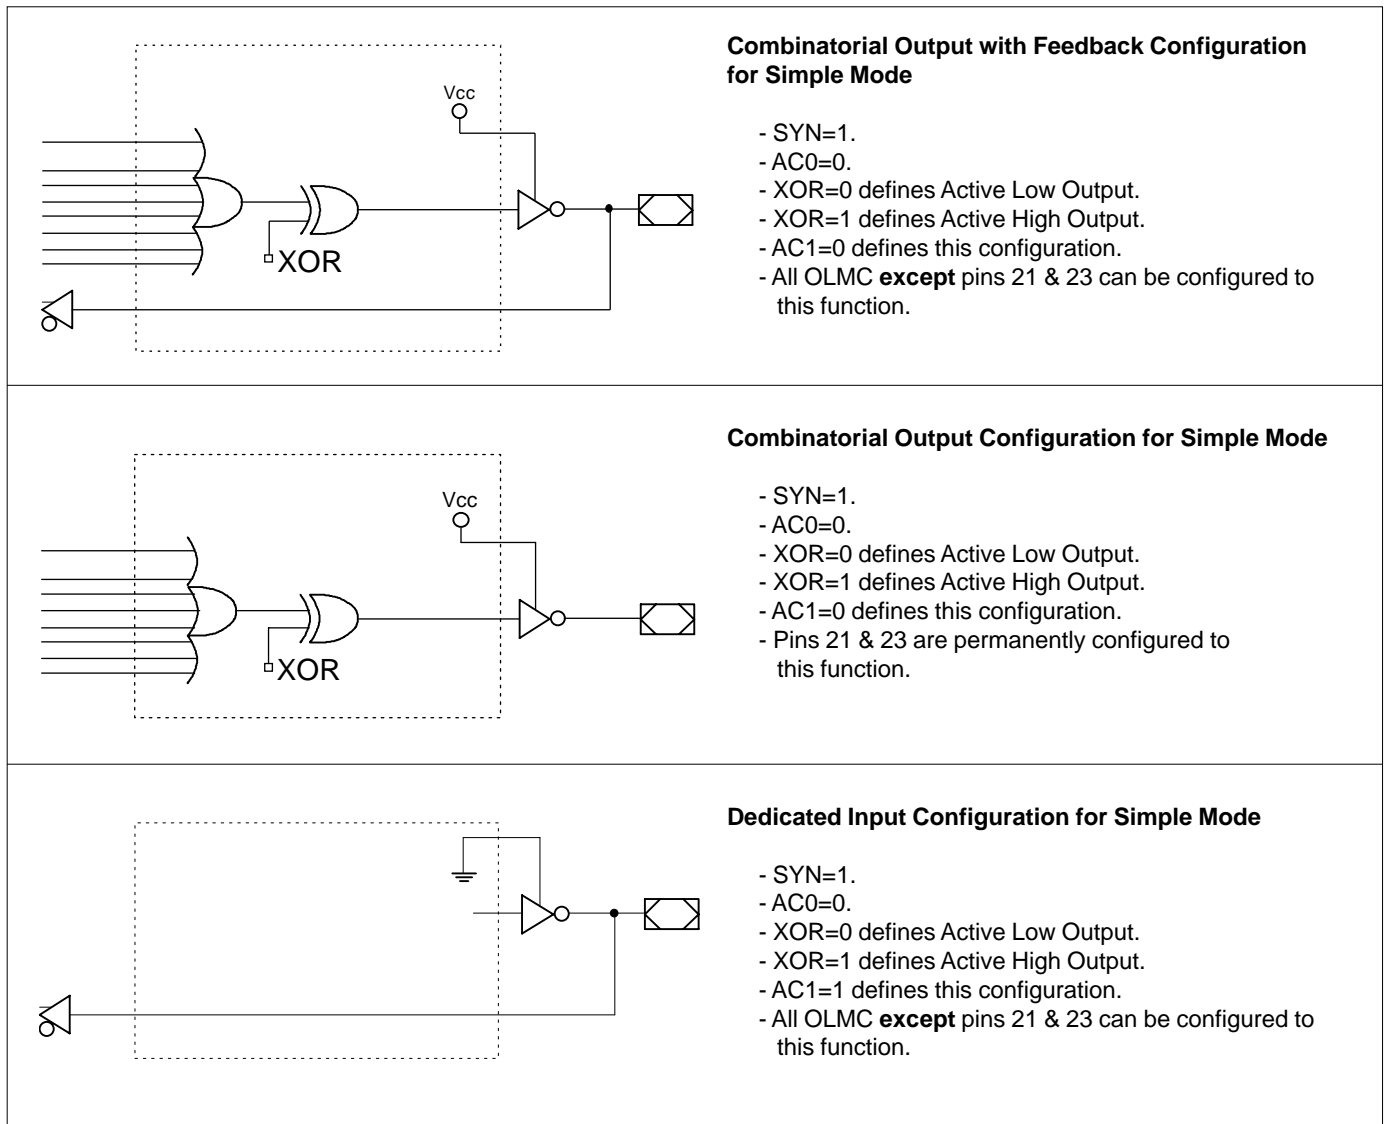 Combinatorial Output with Feedback Configuration
for Simple Mode
Vcc
XOR
- SYN=1.
- AC0=0.
- XOR=0 defines Active Low Output.
- XOR=1 defines Active High Output.
- AC1=0 defines this configuration.
- All OLMC except pins 21 & 23 can be configured to
this function.
Combinatorial Output Configuration for Simple Mode
Vcc
XOR
- SYN=1.
- AC0=0.
- XOR=0 defines Active Low Output.
- XOR=1 defines Active High Output.
- AC1=0 defines this configuration.
- Pins 21 & 23 are permanently configured to
this function.
Dedicated Input Configuration for Simple Mode
- SYN=1.
- AC0=0.
- XOR=0 defines Active Low Output.
- XOR=1 defines Active High Output.
- AC1=1 defines this configuration.
- All OLMC except pins 21 & 23 can be configured to
this function.